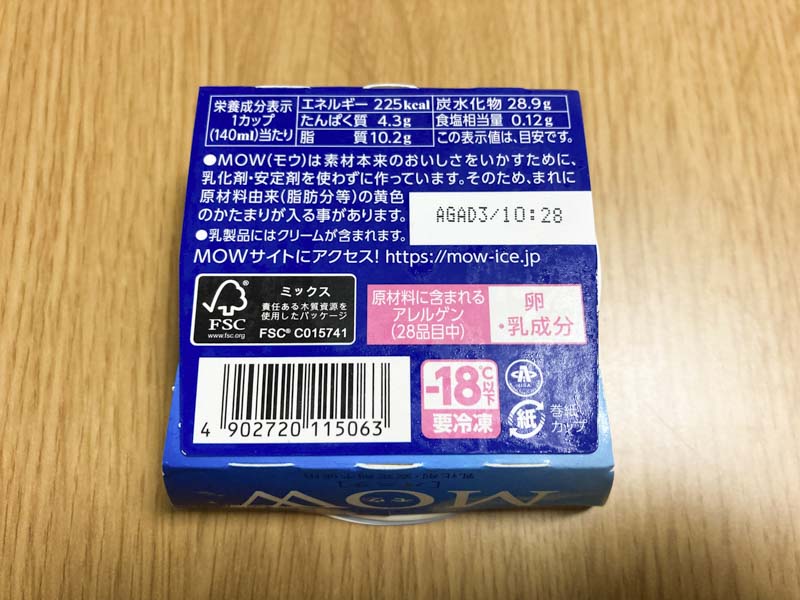 栄養成分表示 エネルギー 225kcal 炭水化物 28.9g
1カップ たんぱく質 4.3g 食塩相当量 0.12g
(140ml)当たり 脂質10.2g この表示値は、目安です。
●MOW(モウ)は素材本来のおいしさをいかすために、
乳化剤・安定剤を使わずに作っています。そのため、まれに
原材料由来(脂肪分等)の黄色
のかたまりが入る事があります。
AGAD3/10:28
●乳製品にはクリームが含まれます。
MOWサイトにアクセス! https://mow-ice.jp
FSC
www.fsc.org
ミックス
責任ある木質資源を
使用したパッケージ
FSC® C015741
原材料に含まれる
アレルゲン
(28品目中)
卵
・乳成分
4 902720 115063
-18℃以下
要冷凍
紙
巻紙
カップ
MOW